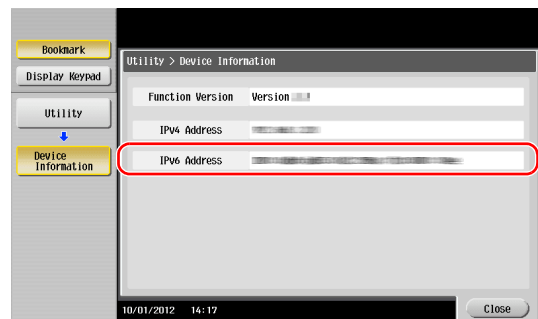 Bookmark
Display Keypad
Utility
Device
Information
Utility > Device Information
Function Version Version
IPv4 Address
IPv6 Address
10/01/2012 14:17
Close